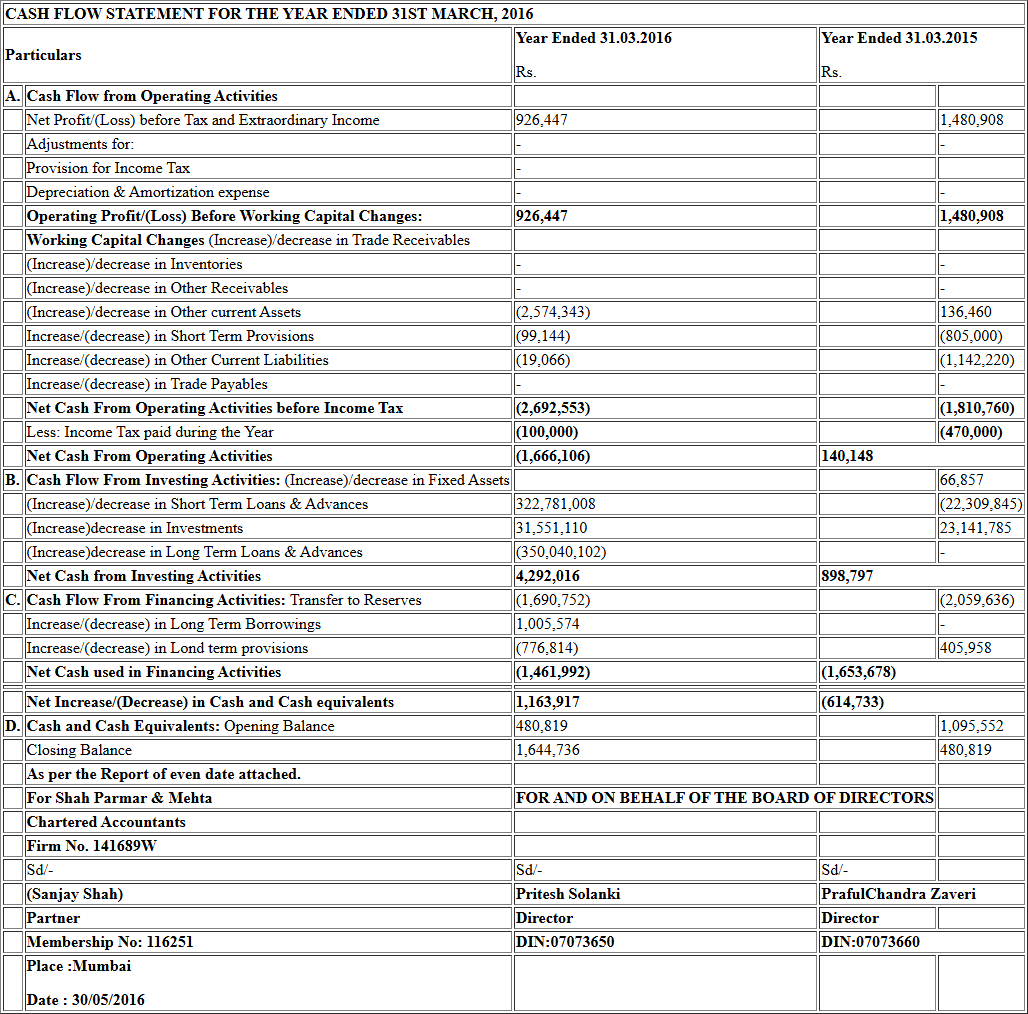 CASH FLOW STATEMENT FOR THE YEAR ENDED 31ST MARCH, 2016
Particulars Year Ended 31.03.2016 Rs. Year Ended 31.03.2015 Rs.
A. Cash Flow from Operating Activities
Net Profit/(Loss) before Tax and Extraordinary Income 926,447 1,480,908
Adjustments for: - -
Provision for Income Tax -
Depreciation & Amortization expense - -
Operating Profit/(Loss) Before Working Capital Changes: 926,447 1,480,908
Working Capital Changes (Increase)/decrease in Trade Receivables
(Increase)/decrease in Inventories - -
(Increase)/decrease in Other Receivables - -
(Increase)/decrease in Other current Assets (2,574,343) 136,460
Increase/(decrease) in Short Term Provisions (99,144) (805,000)
Increase/(decrease) in Other Current Liabilities (19,066) (1,142,220)
Increase/(decrease) in Trade Payables - -
Net Cash From Operating Activities before Income Tax (2,692,553) (1,810,760)
Less: Income Tax paid during the Year (100,000) (470,000)
Net Cash From Operating Activities (1,666,106) 140,148
B. Cash Flow From Investing Activities: (Increase)/decrease in Fixed Assets 66,857
(Increase)/decrease in Short Term Loans & Advances 322,781,008 (22,309,845)
(Increase)decrease in Investments 31,551,110 23,141,785
(Increase)decrease in Long Term Loans & Advances (350,040,102) -
Net Cash from Investing Activities 4,292,016 898,797
C. Cash Flow From Financing Activities: Transfer to Reserves (1,690,752) (2,059,636)
Increase/(decrease) in Long Term Borrowings 1,005,574 -
Increase/(decrease) in Lond term provisions (776,814) 405,958
Net Cash used in Financing Activities (1,461,992) (1,653,678)
Net Increase/(Decrease) in Cash and Cash equivalents 1,163,917 (614,733)
D. Cash and Cash Equivalents: Opening Balance 480,819 1,095,552
Closing Balance 1,644,736 480,819
As per the Report of even date attached.
For Shah Parmar & Mehta FOR AND ON BEHALF OF THE BOARD OF DIRECTORS
Chartered Accountants
Firm No. 141689W
Sd/- Sd/- Sd/-
(Sanjay Shah) Pritesh Solanki PrafulChandra Zaveri
Partner Director Director
Membership No: 116251 DIN:07073650 DIN:07073660
Place :Mumbai
Date : 30/05/2016